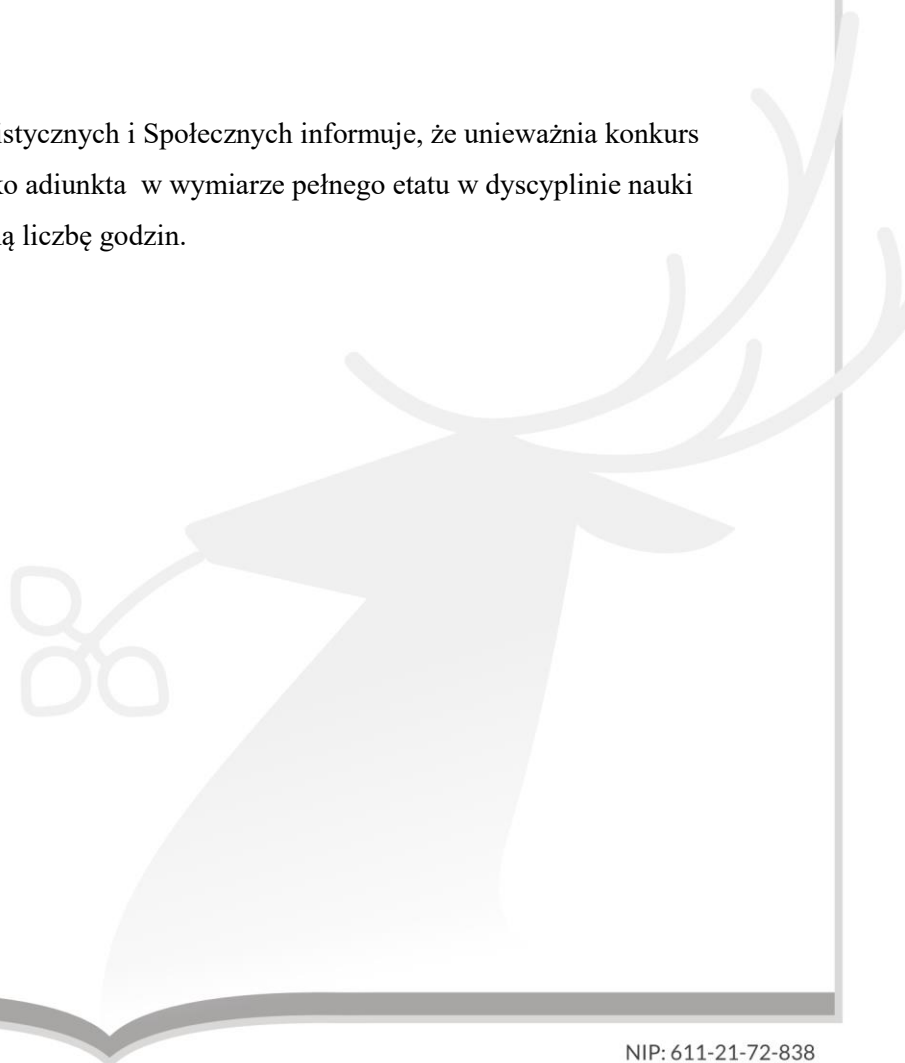 istycznych i Społecznych informuje, że unieważnia konkurs
ko adiunkta w wymiarze pełnego etatu w dyscyplinie nauki
ą liczbę godzin.
NIP: 611-21-72-838